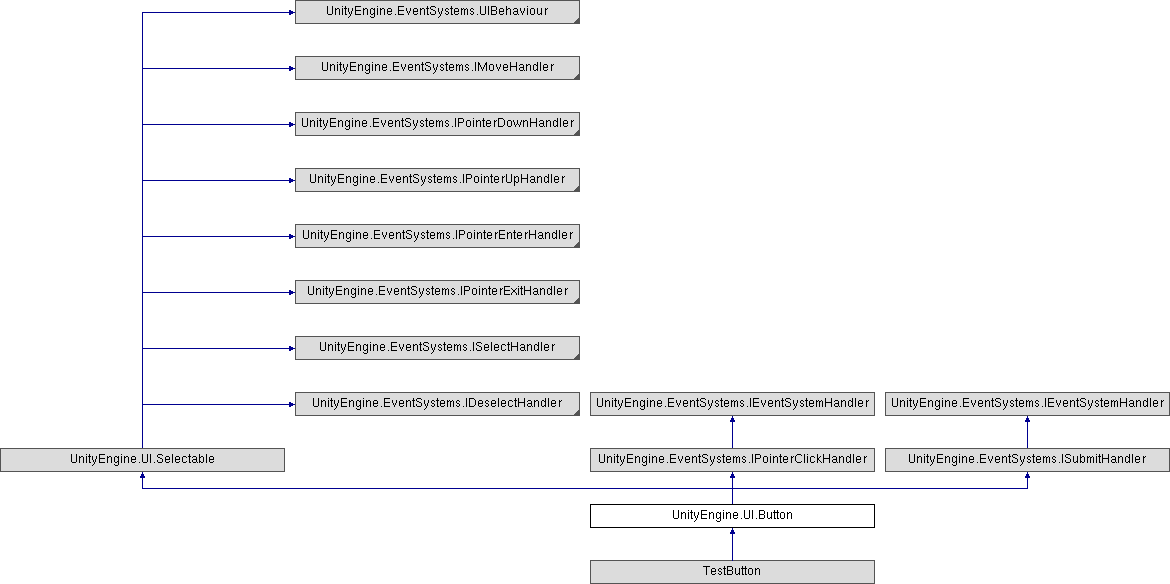 UnityEngine.EventSystems.UIBehaviour
UnityEngine.EventSystems.IMoveHandler
UnityEngine.EventSystems.IPointerDownHandler
UnityEngine.EventSystems.IPointerUpHandler
UnityEngine.EventSystems.IPointerEnterHandler
UnityEngine.EventSystems.IPointerExitHandler
UnityEngine.EventSystems.ISelectHandler
UnityEngine.EventSystems.IDeselectHandler
UnityEngine.EventSystems.IEventSystemHandler
UnityEngine.EventSystems.IEventSystemHandler
UnityEngine.UI.Selectable
UnityEngine.EventSystems.IPointerClickHandler
UnityEngine.EventSystems.ISubmitHandler
UnityEngine.UI.Button
TestButton